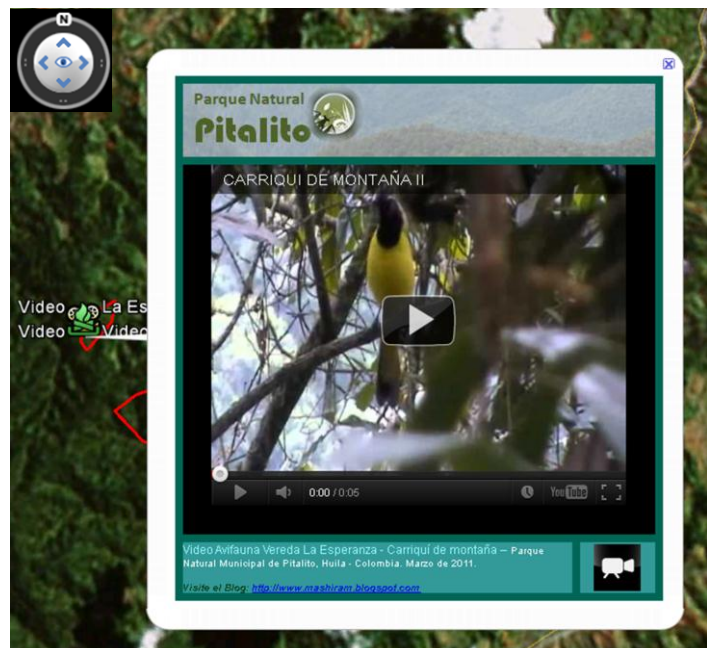 N
Parque Natural
Pitalito
CARRIQUI DE MONTAÑA II
Video La Es
Video Video
0:00 / 0:05
YouTube
Video Avifauna Vereda La Esperanza - Carriquí de montaña – Parque
Natural Municipal de Pitalito, Huila - Colombia. Marzo de 2011.
Visite el Blog: http://www.mashiram.blogspot.com